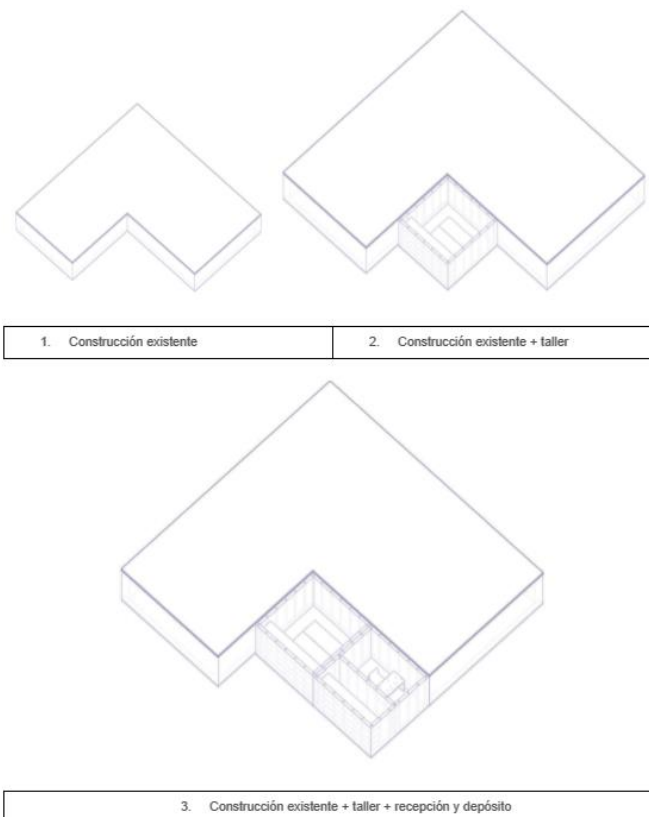 1. Construcción existente
2. Construcción existente + taller
3. Construcción existente + taller + recepción y depósito